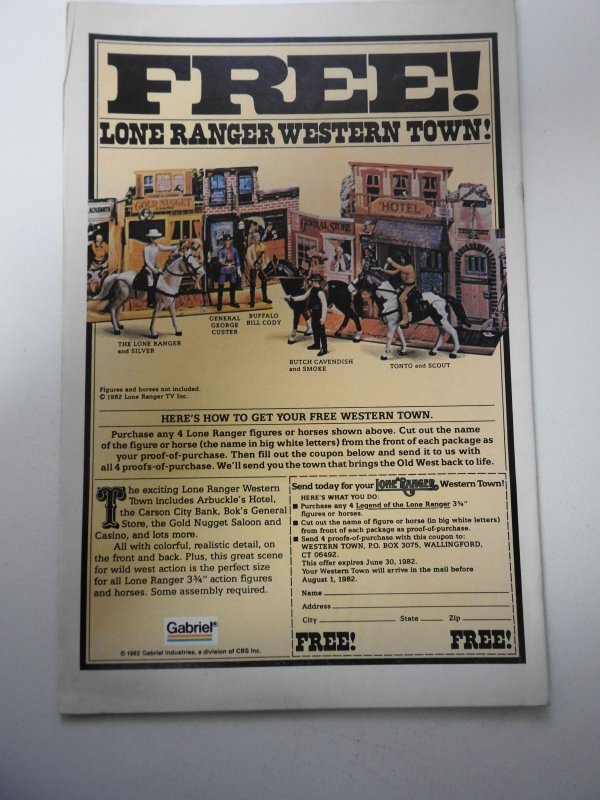 FREE!
LONE RANGER WESTERN TOWN!
GOLD NUGGET
CASINO
GENERAL STORE
HOTEL
THE LONE RANGER
and SILVER
GENERAL
GEORGE
CUSTER
BUFFALO
BILL CODY
BUTCH CAVENDISH
and SMOKE
TONTO and SCOUT
Figures and horses not included.
© 1982 Lone Ranger TV Inc.
HERE'S HOW TO GET YOUR FREE WESTERN TOWN.
Purchase any 4 Lone Ranger figures or horses shown above. Cut out the name
of the figure or horse (the name in big white letters) from the front of each package as
your proof-of-purchase. Then fill out the coupon below and send it to us with
all 4 proofs-of-purchase. We'll send you the town that brings the Old West back to life.
The exciting Lone Ranger Western
Town includes Arbuckle's Hotel,
the Carson City Bank, Bok's General
Store, the Gold Nugget Saloon and
Casino, and lots more.
All with colorful, realistic detail, on
the front and back. Plus, this great scene
for wild west action is the perfect size
for all Lone Ranger 3¾" action figures
and horses. Some assembly required.
Gabriel®
© 1982 Gabriel Industries, a division of CBS Inc.
Send today for your LONE RANGER Western Town!
HERE'S WHAT YOU DO:
■ Purchase any 4 Legend of the Lone Ranger 3¾"
figures or horses.
■ Cut out the name of figure or horse (in big white letters)
from front of each package as proof-of-purchase.
■ Send 4 proofs-of-purchase with this coupon to:
WESTERN TOWN, P.O. BOX 3075, WALLINGFORD,
CT 06492.
This offer expires June 30, 1982.
Your Western Town will arrive in the mail before
August 1, 1982.
Name
Address
City State Zip
FREE! FREE!